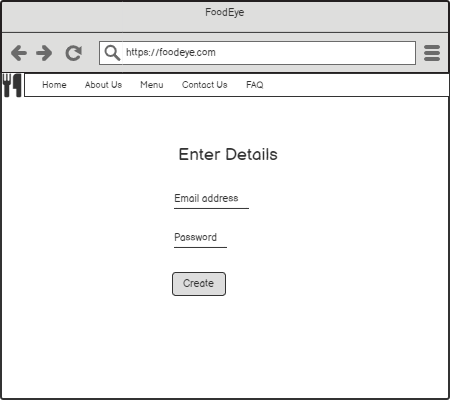 FoodEye
https://foodeye.com
Home About Us Menu Contact Us FAQ
Enter Details
Email address
Password
Create